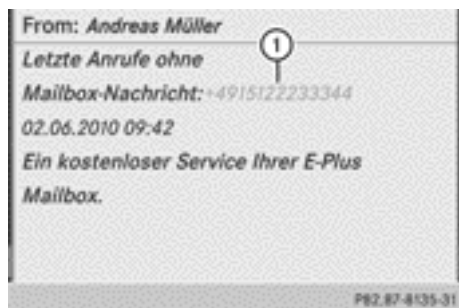 From: Andreas Müller
1
Letzte Anrufe ohne
Mailbox-Nachricht: +4915122233344
02.06.2010 09:42
Ein kostenloser Service Ihrer E-Plus
Mailbox.
P82.87-8135-31